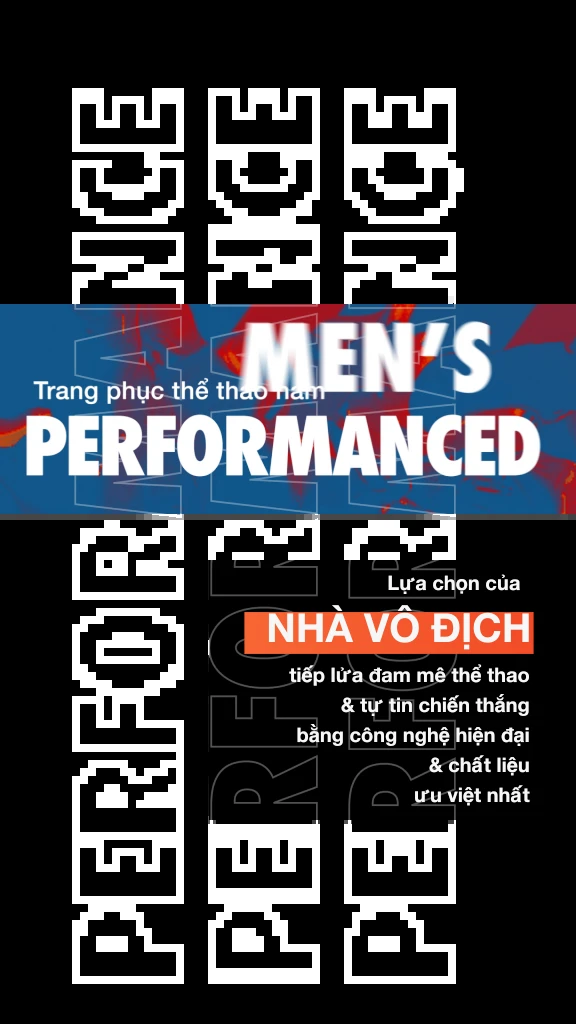 MEN'S
Trang phục thể thao nam
PERFORMANCED
Lựa chọn của
NHÀ VÔ ĐỊCH
tiếp lửa đam mê thể thao
& tự tin chiến thắng
bằng công nghệ hiện đại
& chất liệu
ưu việt nhất
PERFORMANCE
PERFORMANCE
PERFORMANCE